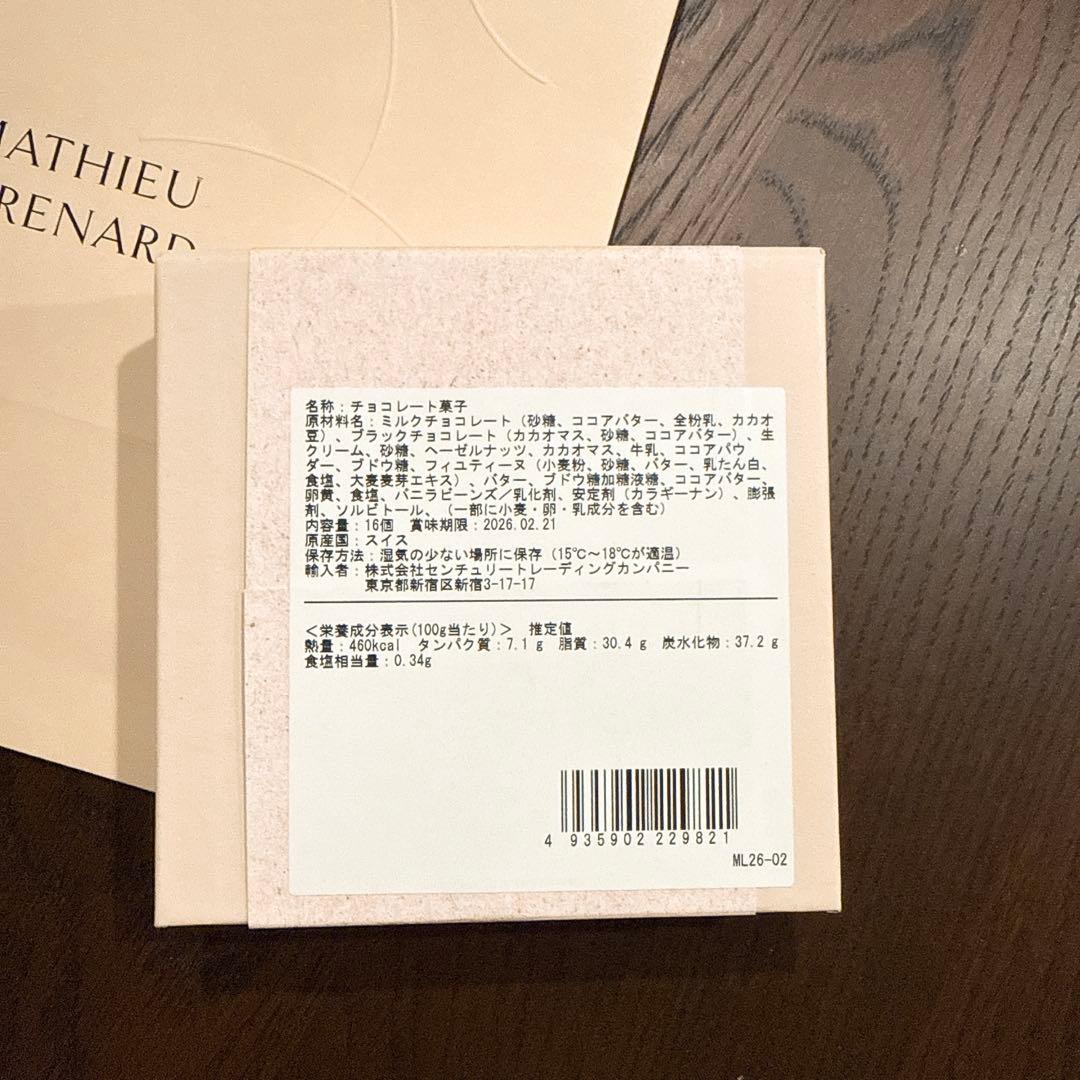 MATHIEU
RENARD
名称：チョコレート菓子
原材料名：ミルクチョコレート（砂糖、ココアバター、全粉乳、カカオ
豆）、ブラックチョコレート（カカオマス、砂糖、ココアバター）、生
クリーム、砂糖、ヘーゼルナッツ、カカオマス、牛乳、ココアパウ
ダー、ブドウ糖、フィユティーヌ（小麦粉、砂糖、バター、乳たん白、
食塩、大麦麦芽エキス）、バター、ブドウ糖加糖液糖、ココアバター、
卵黄、食塩、バニラビーンズ／乳化剤、安定剤（カラギーナン）、膨張
剤、ソルビトール、（一部に小麦・卵・乳成分を含む）
内容量：16個　賞味期限：2026.02.21
原産国：スイス
保存方法：湿気の少ない場所に保存（15℃～18℃が適温）
輸入者：株式会社センチュリートレーディングカンパニー
東京都新宿区新宿3-17-17
＜栄養成分表示(100g当たり)＞　推定値
熱量：460kcal　タンパク質：7.1 g　脂質：30.4 g　炭水化物：37.2 g
食塩相当量：0.34g
4 935902 229821
ML26-02